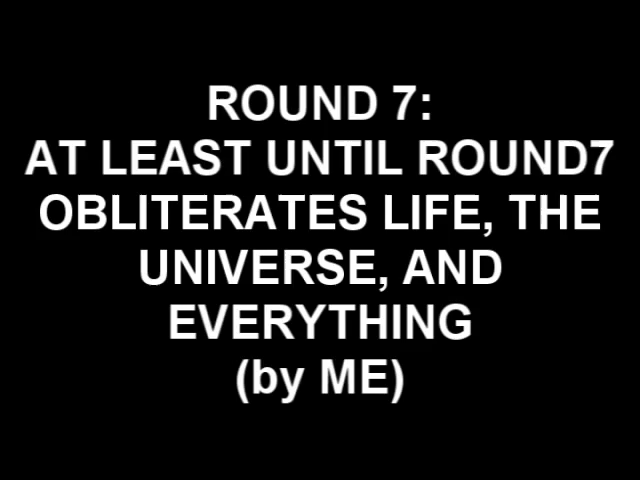 ROUND 7:
AT LEAST UNTIL ROUND7
OBLITERATES LIFE, THE
UNIVERSE, AND
EVERYTHING
(by ME)